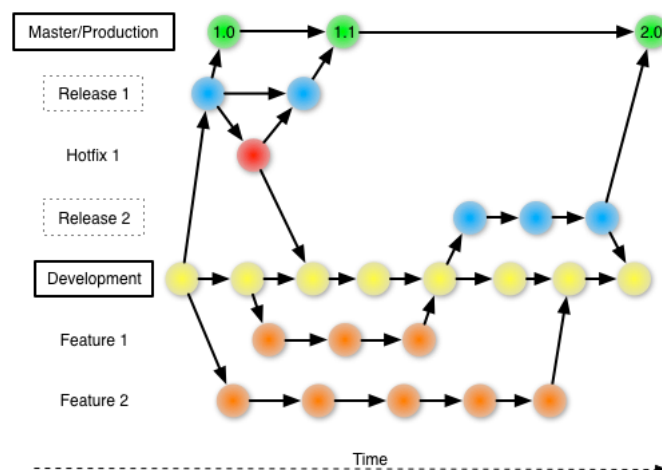 Master/Production
1.0
1.1
2.0
Release 1
Hotfix 1
Release 2
Development
Feature 1
Feature 2
Time